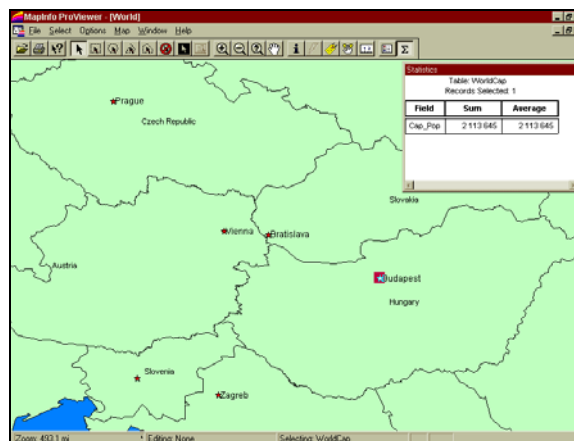 MapInfo ProViewer - [World]
File Select Options Map Window Help
Statistics
Table: WorldCap
Records Selected: 1
Field Sum Average
Cap_Pop 2 113 645 2 113 645
Prague
Czech Republic
Slovakia
Vienna
Bratislava
Austria
Budapest
Hungary
Slovenia
Zagreb
Zoom: 493.1 mi Editing: None Selecting: WorldCap